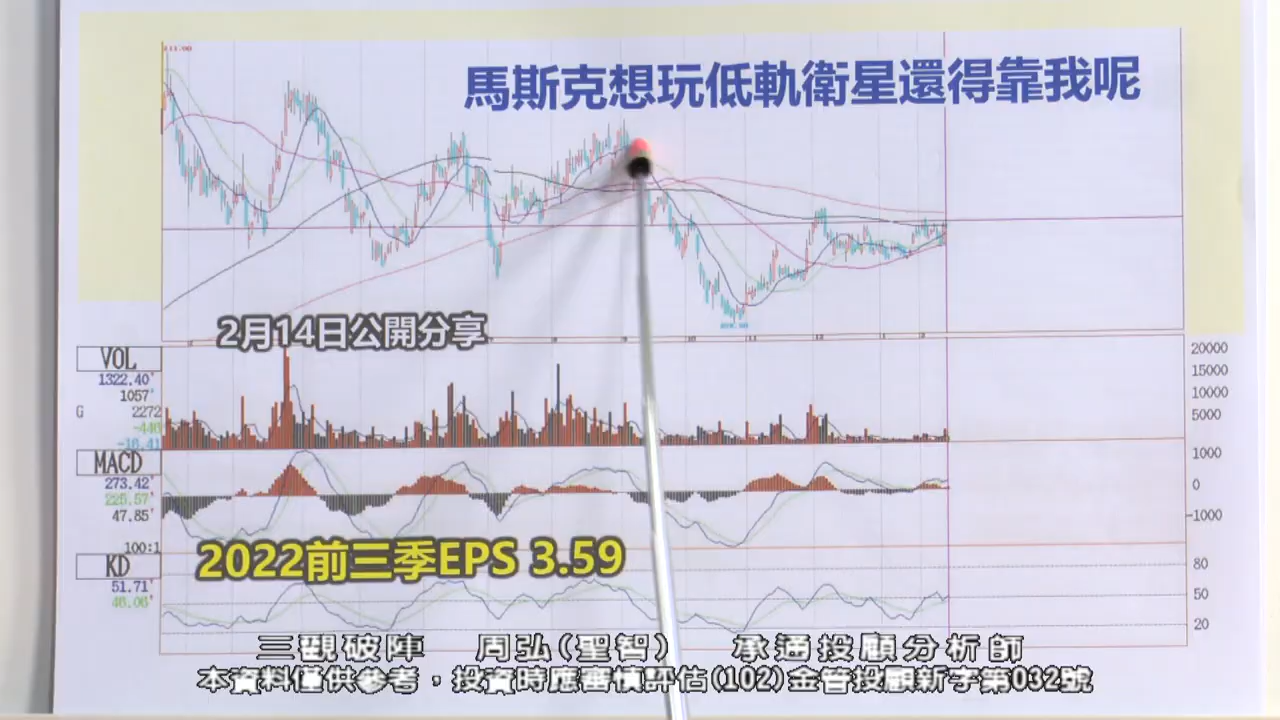 馬斯克想玩低軌衛星還得靠我呢
2月14日公開分享
VOL
1322.40
1057
G 2272
-446
-16.41
20000
15000
10000
5000
MACD
273.42
225.57
47.85
1000
0
-1000
100:1
KD
51.71
46.06
80
50
20
2022前三季EPS 3.59
三觀破陣 周弘(聖智) 承通投顧分析師
本資料僅供參考,投資時應審慎評估(102)金管投顧新字第032號